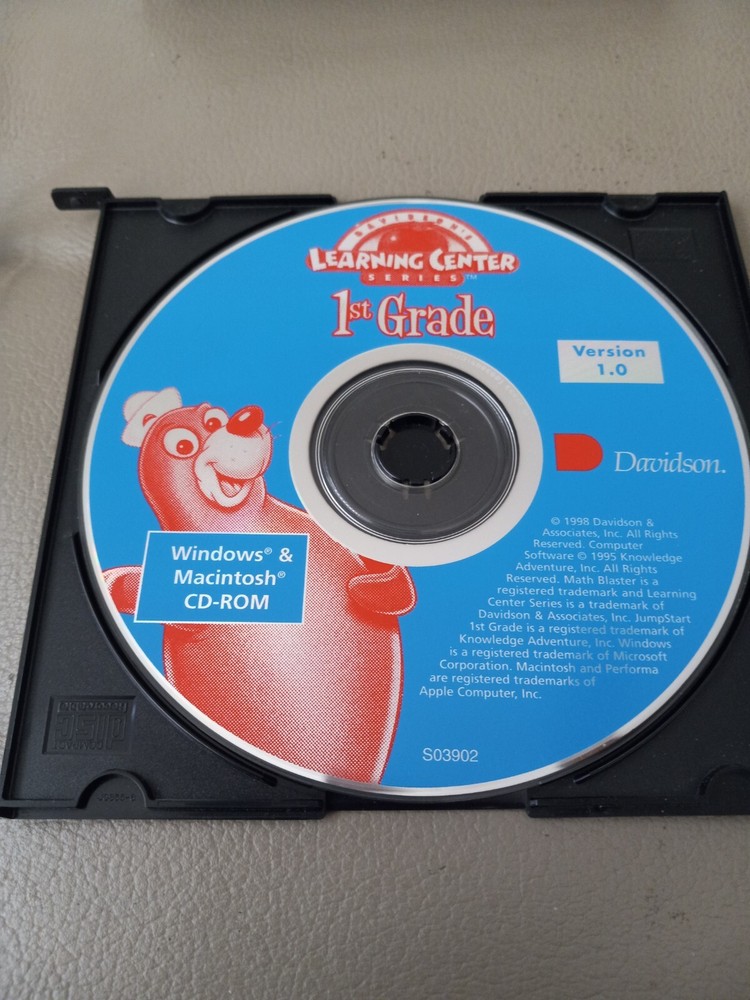 DAVIDSON'S
LEARNING CENTER
SERIES™
1st Grade
Version
1.0
Davidson.
Windows® &
Macintosh®
CD-ROM
© 1998 Davidson &
Associates, Inc. All Rights
Reserved. Computer
Software © 1995 Knowledge
Adventure, Inc. All Rights
Reserved. Math Blaster is a
registered trademark and Learning
Center Series is a trademark of
Davidson & Associates, Inc. JumpStart
1st Grade is a registered trademark of
Knowledge Adventure, Inc. Windows
is a registered trademark of Microsoft
Corporation. Macintosh and Performa
are registered trademarks of
Apple Computer, Inc.
S03902